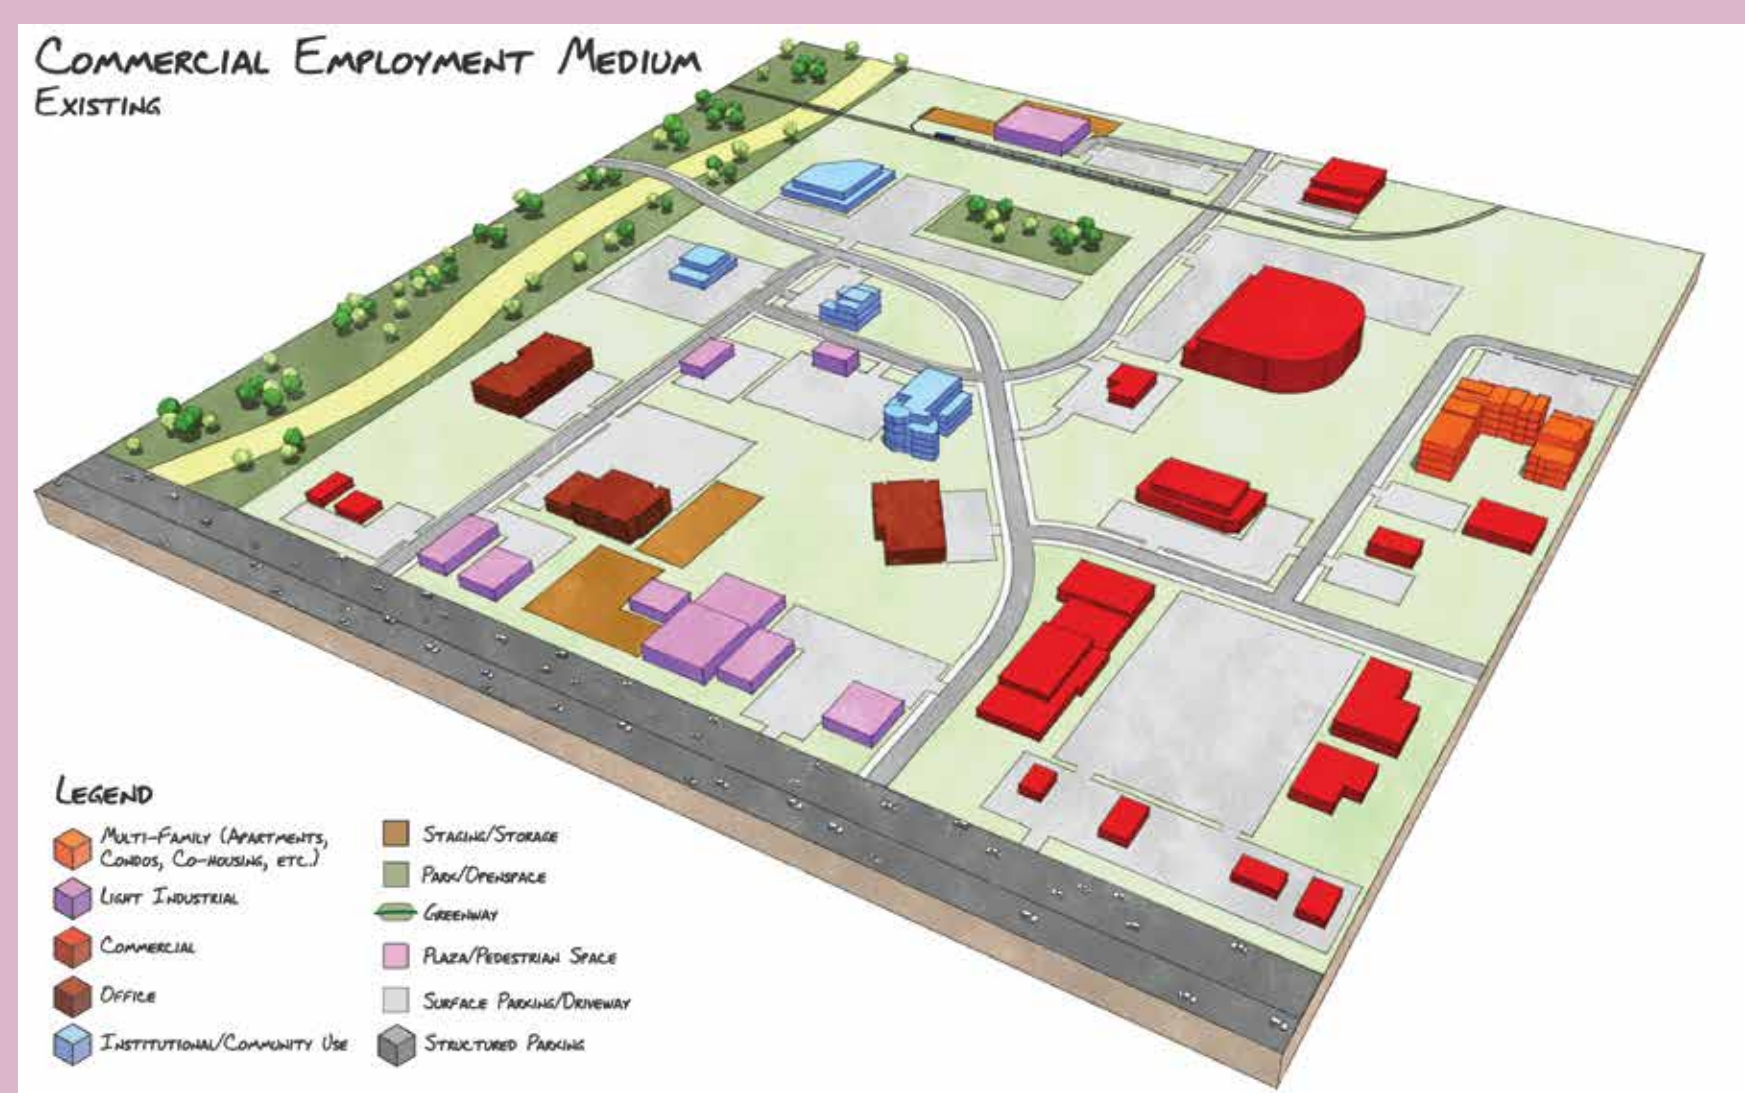 COMMERCIAL EMPLOYMENT MEDIUM
EXISTING
LEGEND
MULTI-FAMILY (APARTMENTS,
CONDOS, CO-HOUSING, ETC.)
LIGHT INDUSTRIAL
COMMERCIAL
OFFICE
INSTITUTIONAL/COMMUNITY USE
STAGING/STORAGE
PARK/OPENSPACE
GREENWAY
PLAZA/PEDESTRIAN SPACE
SURFACE PARKING/DRIVEWAY
STRUCTURED PARKING